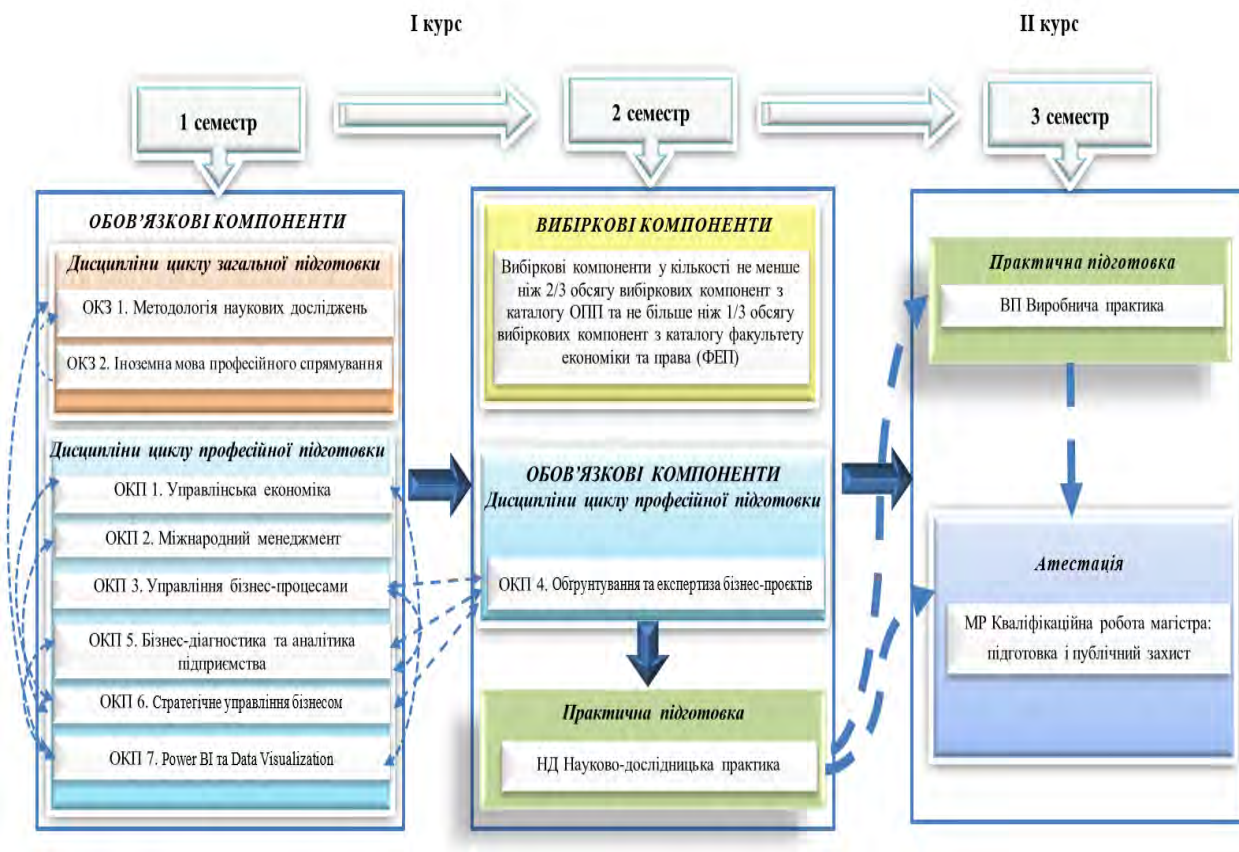 I курс
II курс
1 семестр
2 семестр
3 семестр
ОБОВ’ЯЗКОВІ КОМПОНЕНТИ
Дисципліни циклу загальної підготовки
ОКЗ 1. Методологія наукових досліджень
ОКЗ 2. Іноземна мова професійного спрямування
Дисципліни циклу професійної підготовки
ОКП 1. Управлінська економіка
ОКП 2. Міжнародний менеджмент
ОКП 3. Управління бізнес-процесами
ОКП 5. Бізнес-діагностика та аналітика
підприємства
ОКП 6. Стратегічне управління бізнесом
ОКП 7. Power BI та Data Visualization
ВИБІРКОВІ КОМПОНЕНТИ
Вибіркові компоненти у кількості не менше
ніж 2/3 обсягу вибіркових компонент з
каталогу ОПП та не більше ніж 1/3 обсягу
вибіркових компонент з каталогу факультету
економіки та права (ФЕП)
ОБОВ’ЯЗКОВІ КОМПОНЕНТИ
Дисципліни циклу професійної підготовки
ОКП 4. Обґрунтування та експертиза бізнес-проєктів
Практична підготовка
НД Науково-дослідницька практика
Практична підготовка
ВП Виробнича практика
Атестація
МР Кваліфікаційна робота магістра:
підготовка і публічний захист